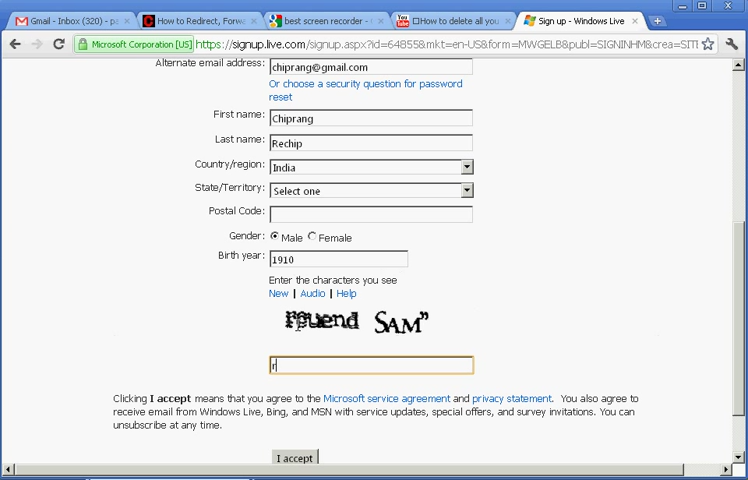 Gmail - Inbox (320) - pa
How to Redirect, Forw
best screen recorder - G
How to delete all you
Sign up - Windows Live
Microsoft Corporation [US]
https://signup.live.com/signup.aspx?id=64855&mkt=en-US&form=MWGELB&publ=SIGNINHM&crea=SITE
Alternate email address: chiprang@gmail.com
Or choose a security question for password
reset
First name: Chiprang
Last name: Rechip
Country/region: India
State/Territory: Select one
Postal Code:
Gender: Male Female
Birth year: 1910
Enter the characters you see
New | Audio | Help
SAM”
r
Clicking I accept means that you agree to the Microsoft service agreement and privacy statement. You also agree to
receive email from Windows Live, Bing, and MSN with service updates, special offers, and survey invitations. You can
unsubscribe at any time.
I accept